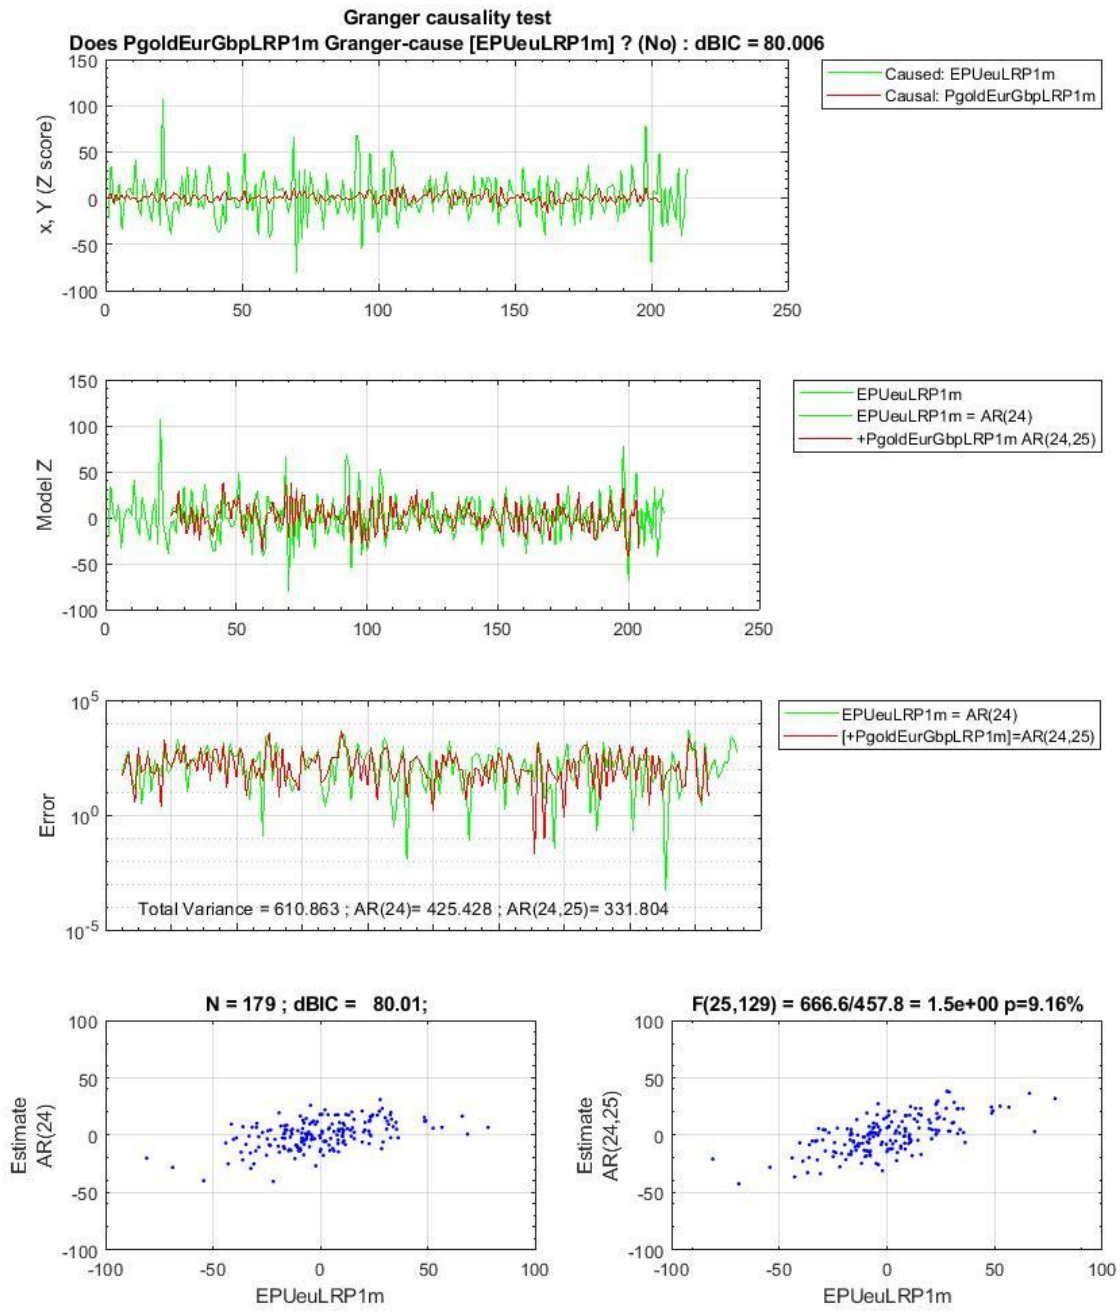 Granger causality test
Does PgoldEurGbpLRP1m Granger-cause [EPUeuLRP1m] ? (No) : dBIC = 80.006
x, Y (Z score)
150
100
50
0
-50
-100
0 50 100 150 200 250
Caused: EPUeuLRP1m
Causal: PgoldEurGbpLRP1m
Model Z
150
100
50
0
-50
-100
0 50 100 150 200 250
EPUeuLRP1m
EPUeuLRP1m = AR(24)
+PgoldEurGbpLRP1m AR(24,25)
Error
10^5
10^0
10^-5
Total Variance = 610.863 ; AR(24)= 425.428 ; AR(24,25)= 331.804
EPUeuLRP1m = AR(24)
[+PgoldEurGbpLRP1m]=AR(24,25)
N = 179 ; dBIC = 80.01;
Estimate
AR(24)
100
50
0
-50
-100
-100 -50 0 50 100
EPUeuLRP1m
F(25,129) = 666.6/457.8 = 1.5e+00 p=9.16%
Estimate
AR(24,25)
100
50
0
-50
-100
-100 -50 0 50 100
EPUeuLRP1m